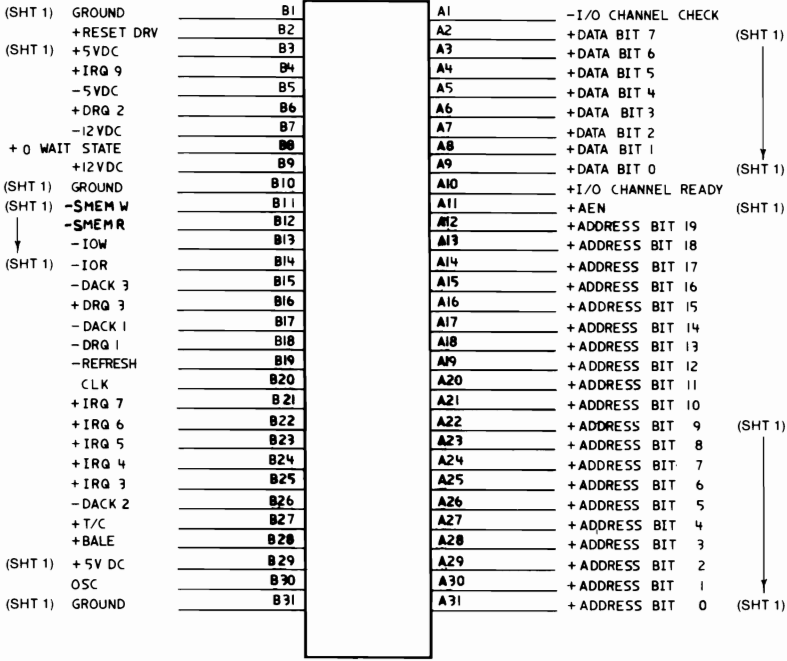 (SHT 1) GROUND B1 A1 -I/O CHANNEL CHECK
+RESET DRV B2 A2 +DATA BIT 7 (SHT 1)
(SHT 1) +5VDC B3 A3 +DATA BIT 6
+IRQ 9 B4 A4 +DATA BIT 5
-5VDC B5 A5 +DATA BIT 4
+DRQ 2 B6 A6 +DATA BIT 3
-12VDC B7 A7 +DATA BIT 2
+ 0 WAIT STATE B8 A8 +DATA BIT 1
+12VDC B9 A9 +DATA BIT 0 (SHT 1)
(SHT 1) GROUND B10 A10 +I/O CHANNEL READY
(SHT 1) -SMEM W B11 A11 +AEN (SHT 1)
-SMEMR B12 A12 +ADDRESS BIT 19
-IOW B13 A13 +ADDRESS BIT 18
(SHT 1) -IOR B14 A14 +ADDRESS BIT 17
-DACK 3 B15 A15 +ADDRESS BIT 16
+DRQ 3 B16 A16 +ADDRESS BIT 15
-DACK 1 B17 A17 +ADDRESS BIT 14
-DRQ 1 B18 A18 +ADDRESS BIT 13
-REFRESH B19 A19 +ADDRESS BIT 12
CLK B20 A20 +ADDRESS BIT 11
+IRQ 7 B21 A21 +ADDRESS BIT 10
+IRQ 6 B22 A22 +ADDRESS BIT 9 (SHT 1)
+IRQ 5 B23 A23 +ADDRESS BIT 8
+IRQ 4 B24 A24 +ADDRESS BIT 7
+IRQ 3 B25 A25 +ADDRESS BIT 6
-DACK 2 B26 A26 +ADDRESS BIT 5
+T/C B27 A27 +ADDRESS BIT 4
+BALE B28 A28 +ADDRESS BIT 3
(SHT 1) +5V DC B29 A29 +ADDRESS BIT 2
OSC B30 A30 +ADDRESS BIT 1
(SHT 1) GROUND B31 A31 +ADDRESS BIT 0 (SHT 1)